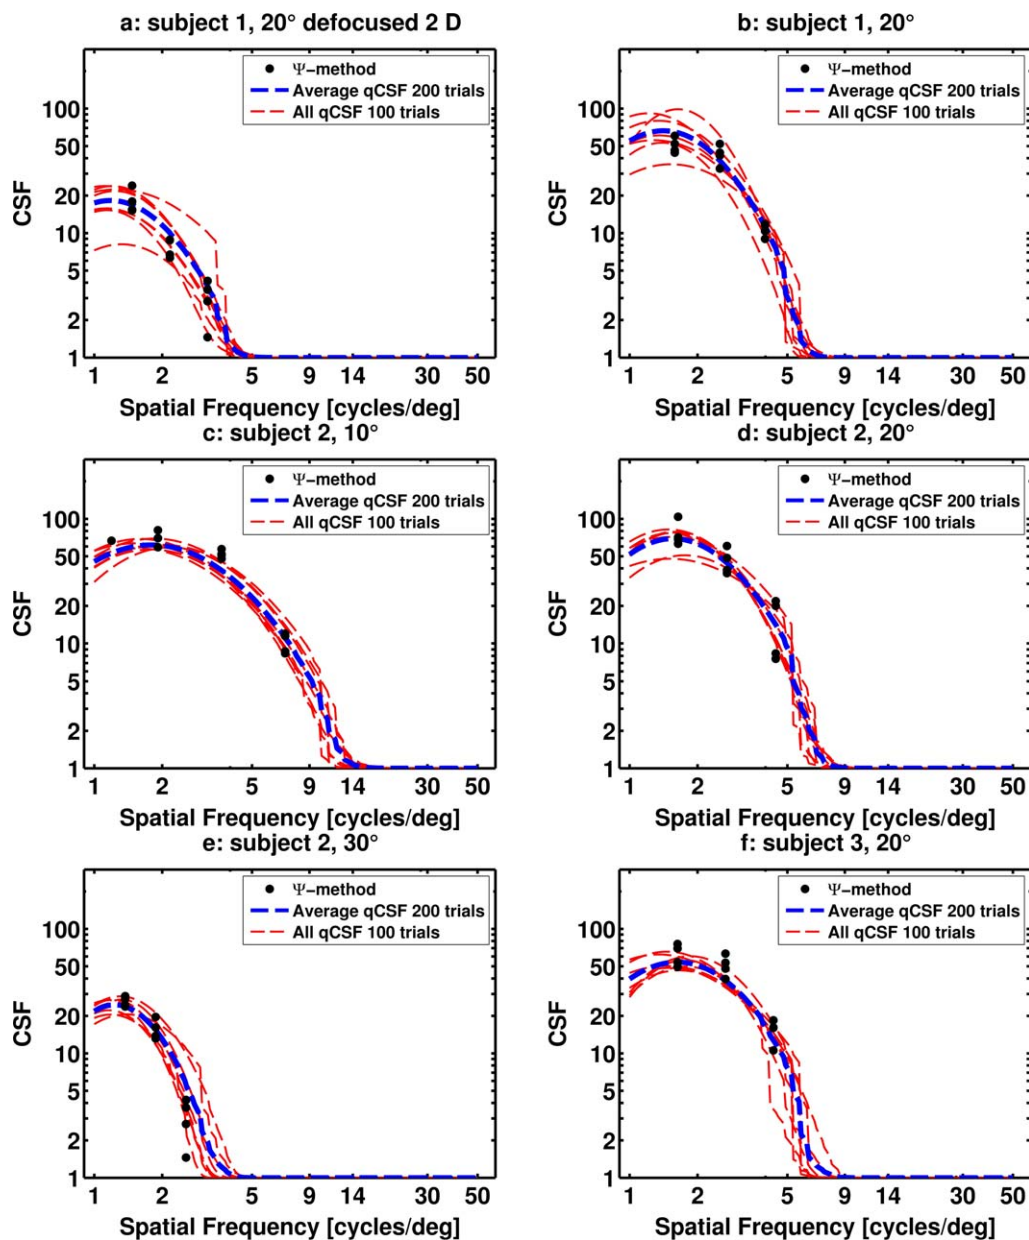 a: subject 1, 20° defocused 2 D
Ψ−method
Average qCSF 200 trials
All qCSF 100 trials
CSF
100
50
20
10
5
2
1
1 2 5 9 14 30 50
Spatial Frequency [cycles/deg]
b: subject 1, 20°
Ψ−method
Average qCSF 200 trials
All qCSF 100 trials
CSF
100
50
20
10
5
2
1
1 2 5 9 14 30 50
Spatial Frequency [cycles/deg]
c: subject 2, 10°
Ψ−method
Average qCSF 200 trials
All qCSF 100 trials
CSF
100
50
20
10
5
2
1
1 2 5 9 14 30 50
Spatial Frequency [cycles/deg]
d: subject 2, 20°
Ψ−method
Average qCSF 200 trials
All qCSF 100 trials
CSF
100
50
20
10
5
2
1
1 2 5 9 14 30 50
Spatial Frequency [cycles/deg]
e: subject 2, 30°
Ψ−method
Average qCSF 200 trials
All qCSF 100 trials
CSF
100
50
20
10
5
2
1
1 2 5 9 14 30 50
Spatial Frequency [cycles/deg]
f: subject 3, 20°
Ψ−method
Average qCSF 200 trials
All qCSF 100 trials
CSF
100
50
20
10
5
2
1
1 2 5 9 14 30 50
Spatial Frequency [cycles/deg]